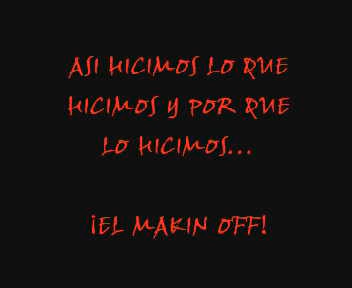 ASI HICIMOS LO QUE
HICIMOS Y POR QUE
LO HICIMOS...
¡EL MAKIN OFF!